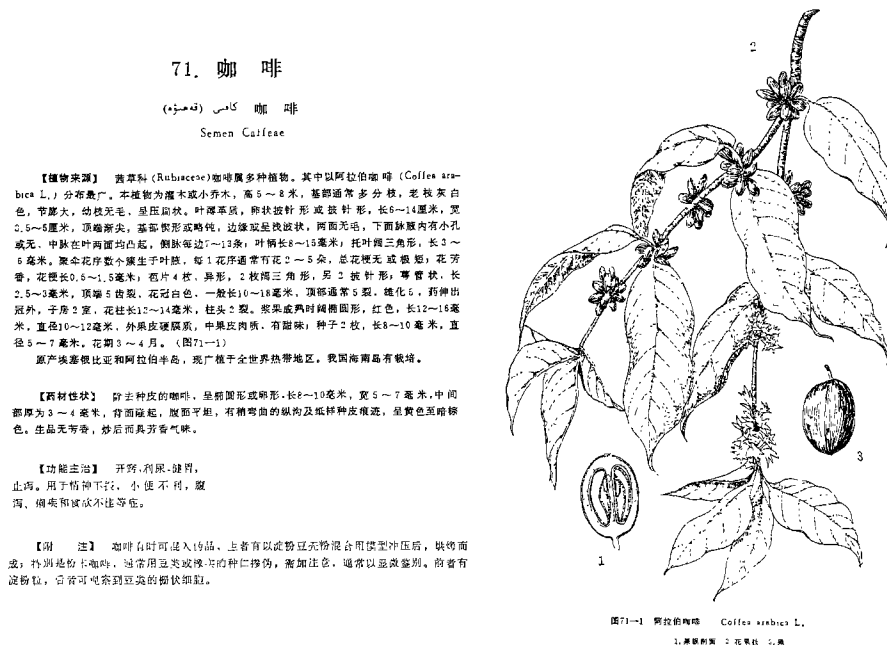 71. 咖 啡
كافىي (قەھۋە) 咖 啡
Semen Caffeae
【植物来源】 茜草科 (Rubiaceae) 咖啡属多种植物。其中以阿拉伯咖啡 (Coffea ara-
bica L.) 分布最广。本植物为灌木或小乔木，高5～8米，基部通常多分枝，老枝灰白
色，节膨大，幼枝无毛，呈压扁状。叶薄革质，卵状披针形或披针形，长6～14厘米，宽
3.5～5厘米，顶端渐尖，基部楔形或略钝，边缘或呈浅波状，两面无毛，下面脉腋内有小孔
或无，中脉在叶两面均凸起，侧脉每边7～13条；叶柄长8～15毫米；托叶阔三角形，长3～
6毫米。聚伞花序数个簇生于叶腋，每1花序通常有花2～5朵，总花梗无或极短；花芳
香，花梗长0.5～1.5毫米；苞片4枚，异形，2枚阔三角形，另2披针形；萼管状，长
2.5～3毫米，顶端5齿裂，花冠白色，一般长10～18毫米，顶部通常5裂，雄蕊5，药伸出
冠外，子房2室，花柱长12～14毫米，柱头2裂。浆果成熟时阔椭圆形，红色，长12～16毫
米，直径10～12毫米，外果皮硬膜质，中果皮肉质，有甜味；种子2枚，长8～10毫米，直
径5～7毫米。花期3～4月。(图71—1)
原产埃塞俄比亚和阿拉伯半岛，现广植于全世界热带地区。我国海南岛有栽培。
【药材性状】 除去种皮的咖啡，呈椭圆形或卵形，长8～10毫米，宽5～7毫米，中间
部厚为3～4毫米，背面隆起，腹面平坦，有稍弯曲的纵沟及纸样种皮痕迹，呈黄色至暗棕
色。生品无芳香，炒后而具芳香气味。
【功能主治】 开窍，利尿，健胃，
止泻。用于精神不振，小便不利，腹
泻、痢疾和食欲不佳等症。
【附 注】 咖啡有时可混入伪品，上者有以淀粉豆类粉混合用模型冲压后，烘烤而
成；特别是粉末咖啡，通常用豆类或的种仁掺伪，需加注意。通常以显微鉴别。前者有
淀粉粒，后者可观察到豆类的栅状细胞。
2
3
1
图71—1 阿拉伯咖啡 Coffea arabica L.
1.果纵剖面 2.花果枝 3.果